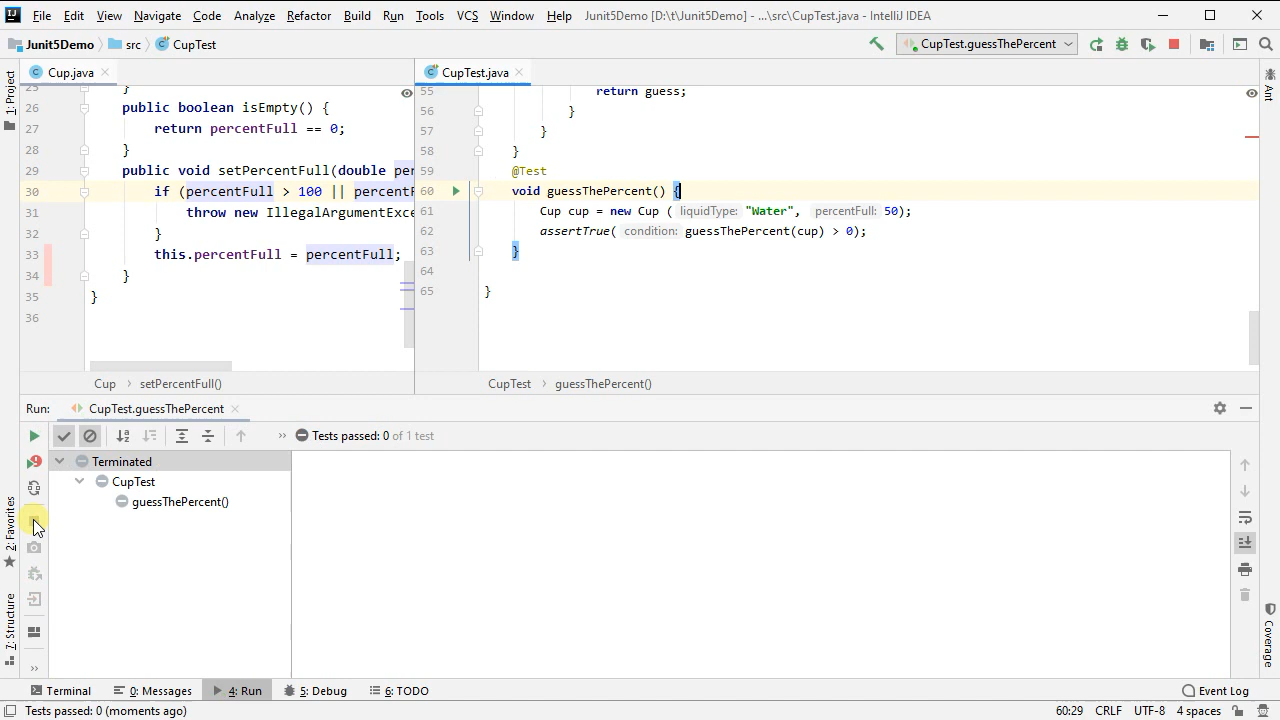 File Edit View Navigate Code Analyze Refactor Build Run Tools VCS Window Help Junit5Demo [D:\t\Junit5Demo] - ...\src\CupTest.java - IntelliJ IDEA
Junit5Demo src CupTest CupTest.guessThePercent
1: Project
2: Favorites
7: Structure
Cup.java
25 }
26 public boolean isEmpty() {
27 return percentFull == 0;
28 }
29 public void setPercentFull(double per
30 if (percentFull > 100 || percentF
31 throw new IllegalArgumentExce
32 }
33 this.percentFull = percentFull;
34 }
35 }
36
Cup setPercentFull()
CupTest.java
55 return guess;
56 }
57 }
58 }
59 @Test
60 void guessThePercent() {
61 Cup cup = new Cup ( liquidType: "Water", percentFull: 50);
62 assertTrue( condition: guessThePercent(cup) > 0);
63 }
64
65 }
CupTest guessThePercent()
Ant
Coverage
Run: CupTest.guessThePercent
Tests passed: 0 of 1 test
Terminated
CupTest
guessThePercent()
Terminal 0: Messages 4: Run 5: Debug 6: TODO Event Log
Tests passed: 0 (moments ago) 60:29 CRLF UTF-8 4 spaces